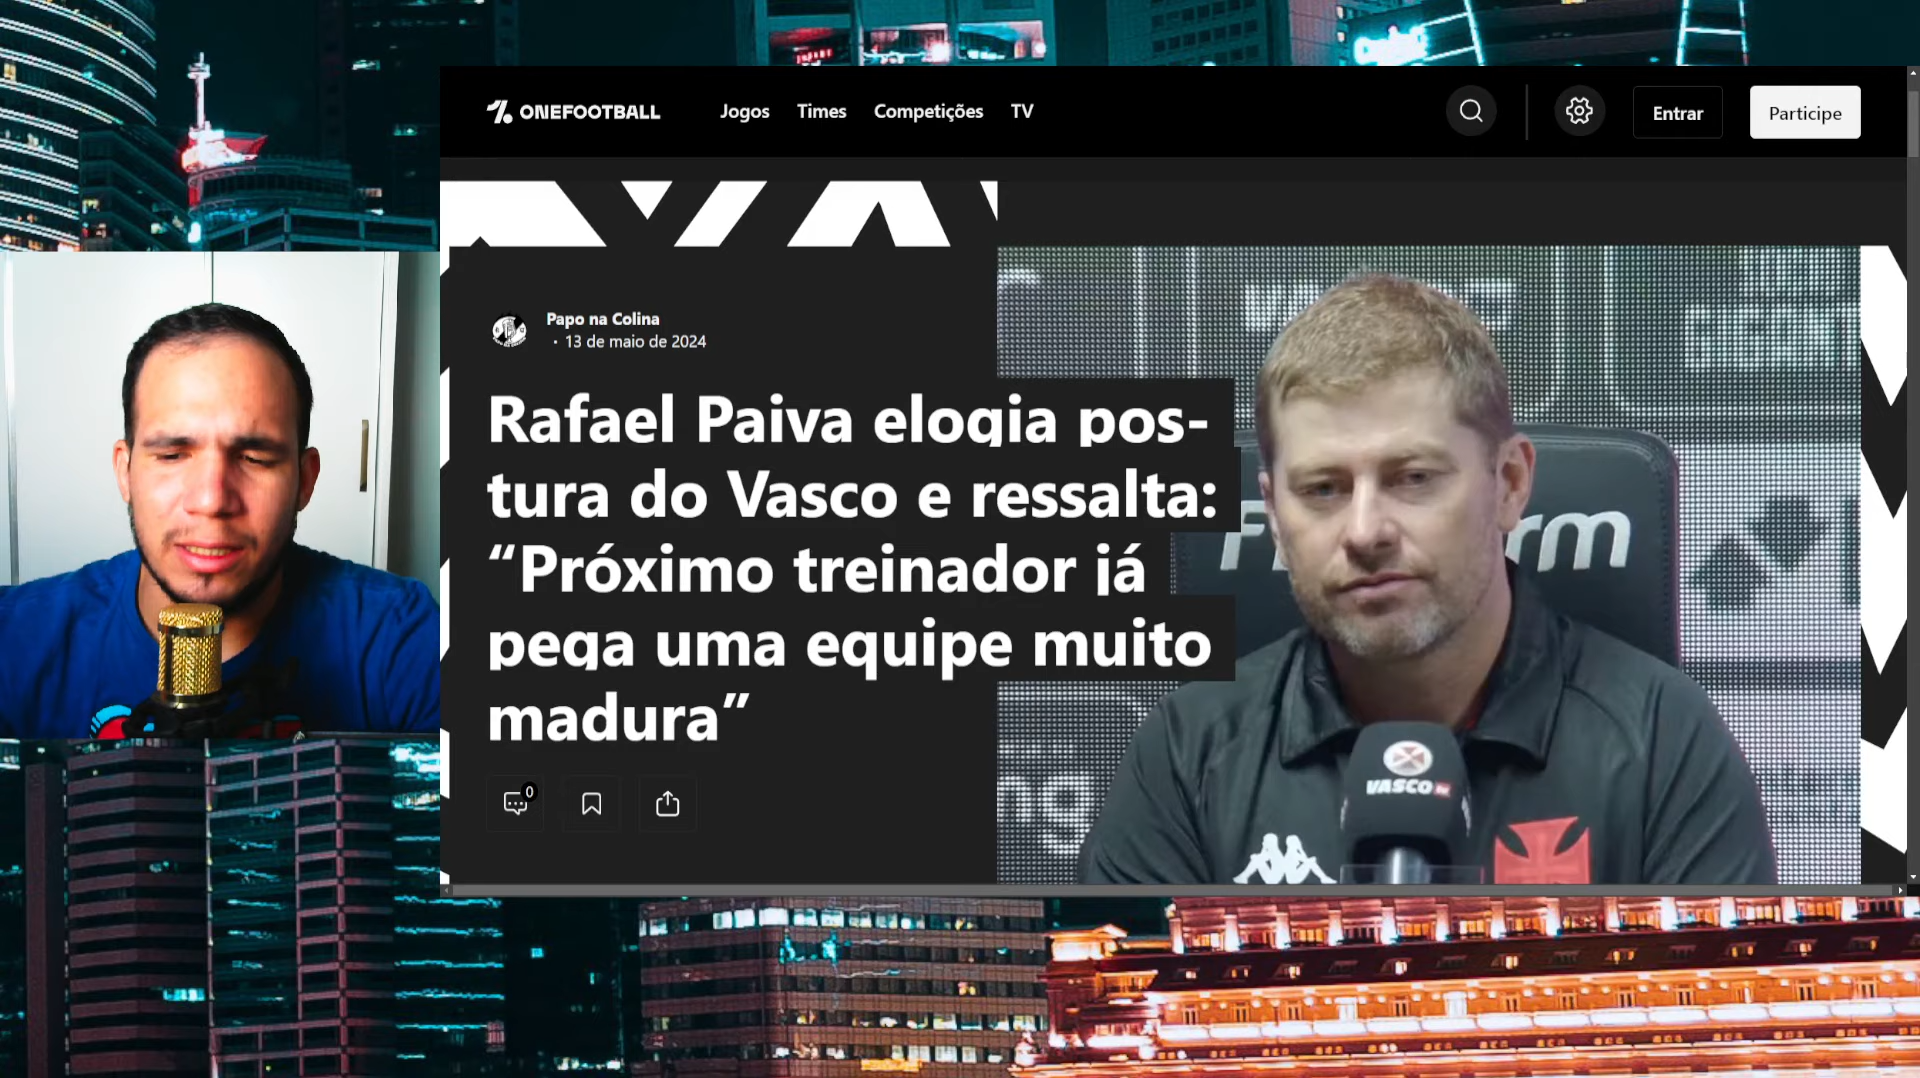 ONEFOOTBALL
Jogos Times Competições TV
Entrar
Participe
Papo na Colina
· 13 de maio de 2024
Rafael Paiva elogia pos-
tura do Vasco e ressalta:
“Próximo treinador já
pega uma equipe muito
madura”
0
VASCO